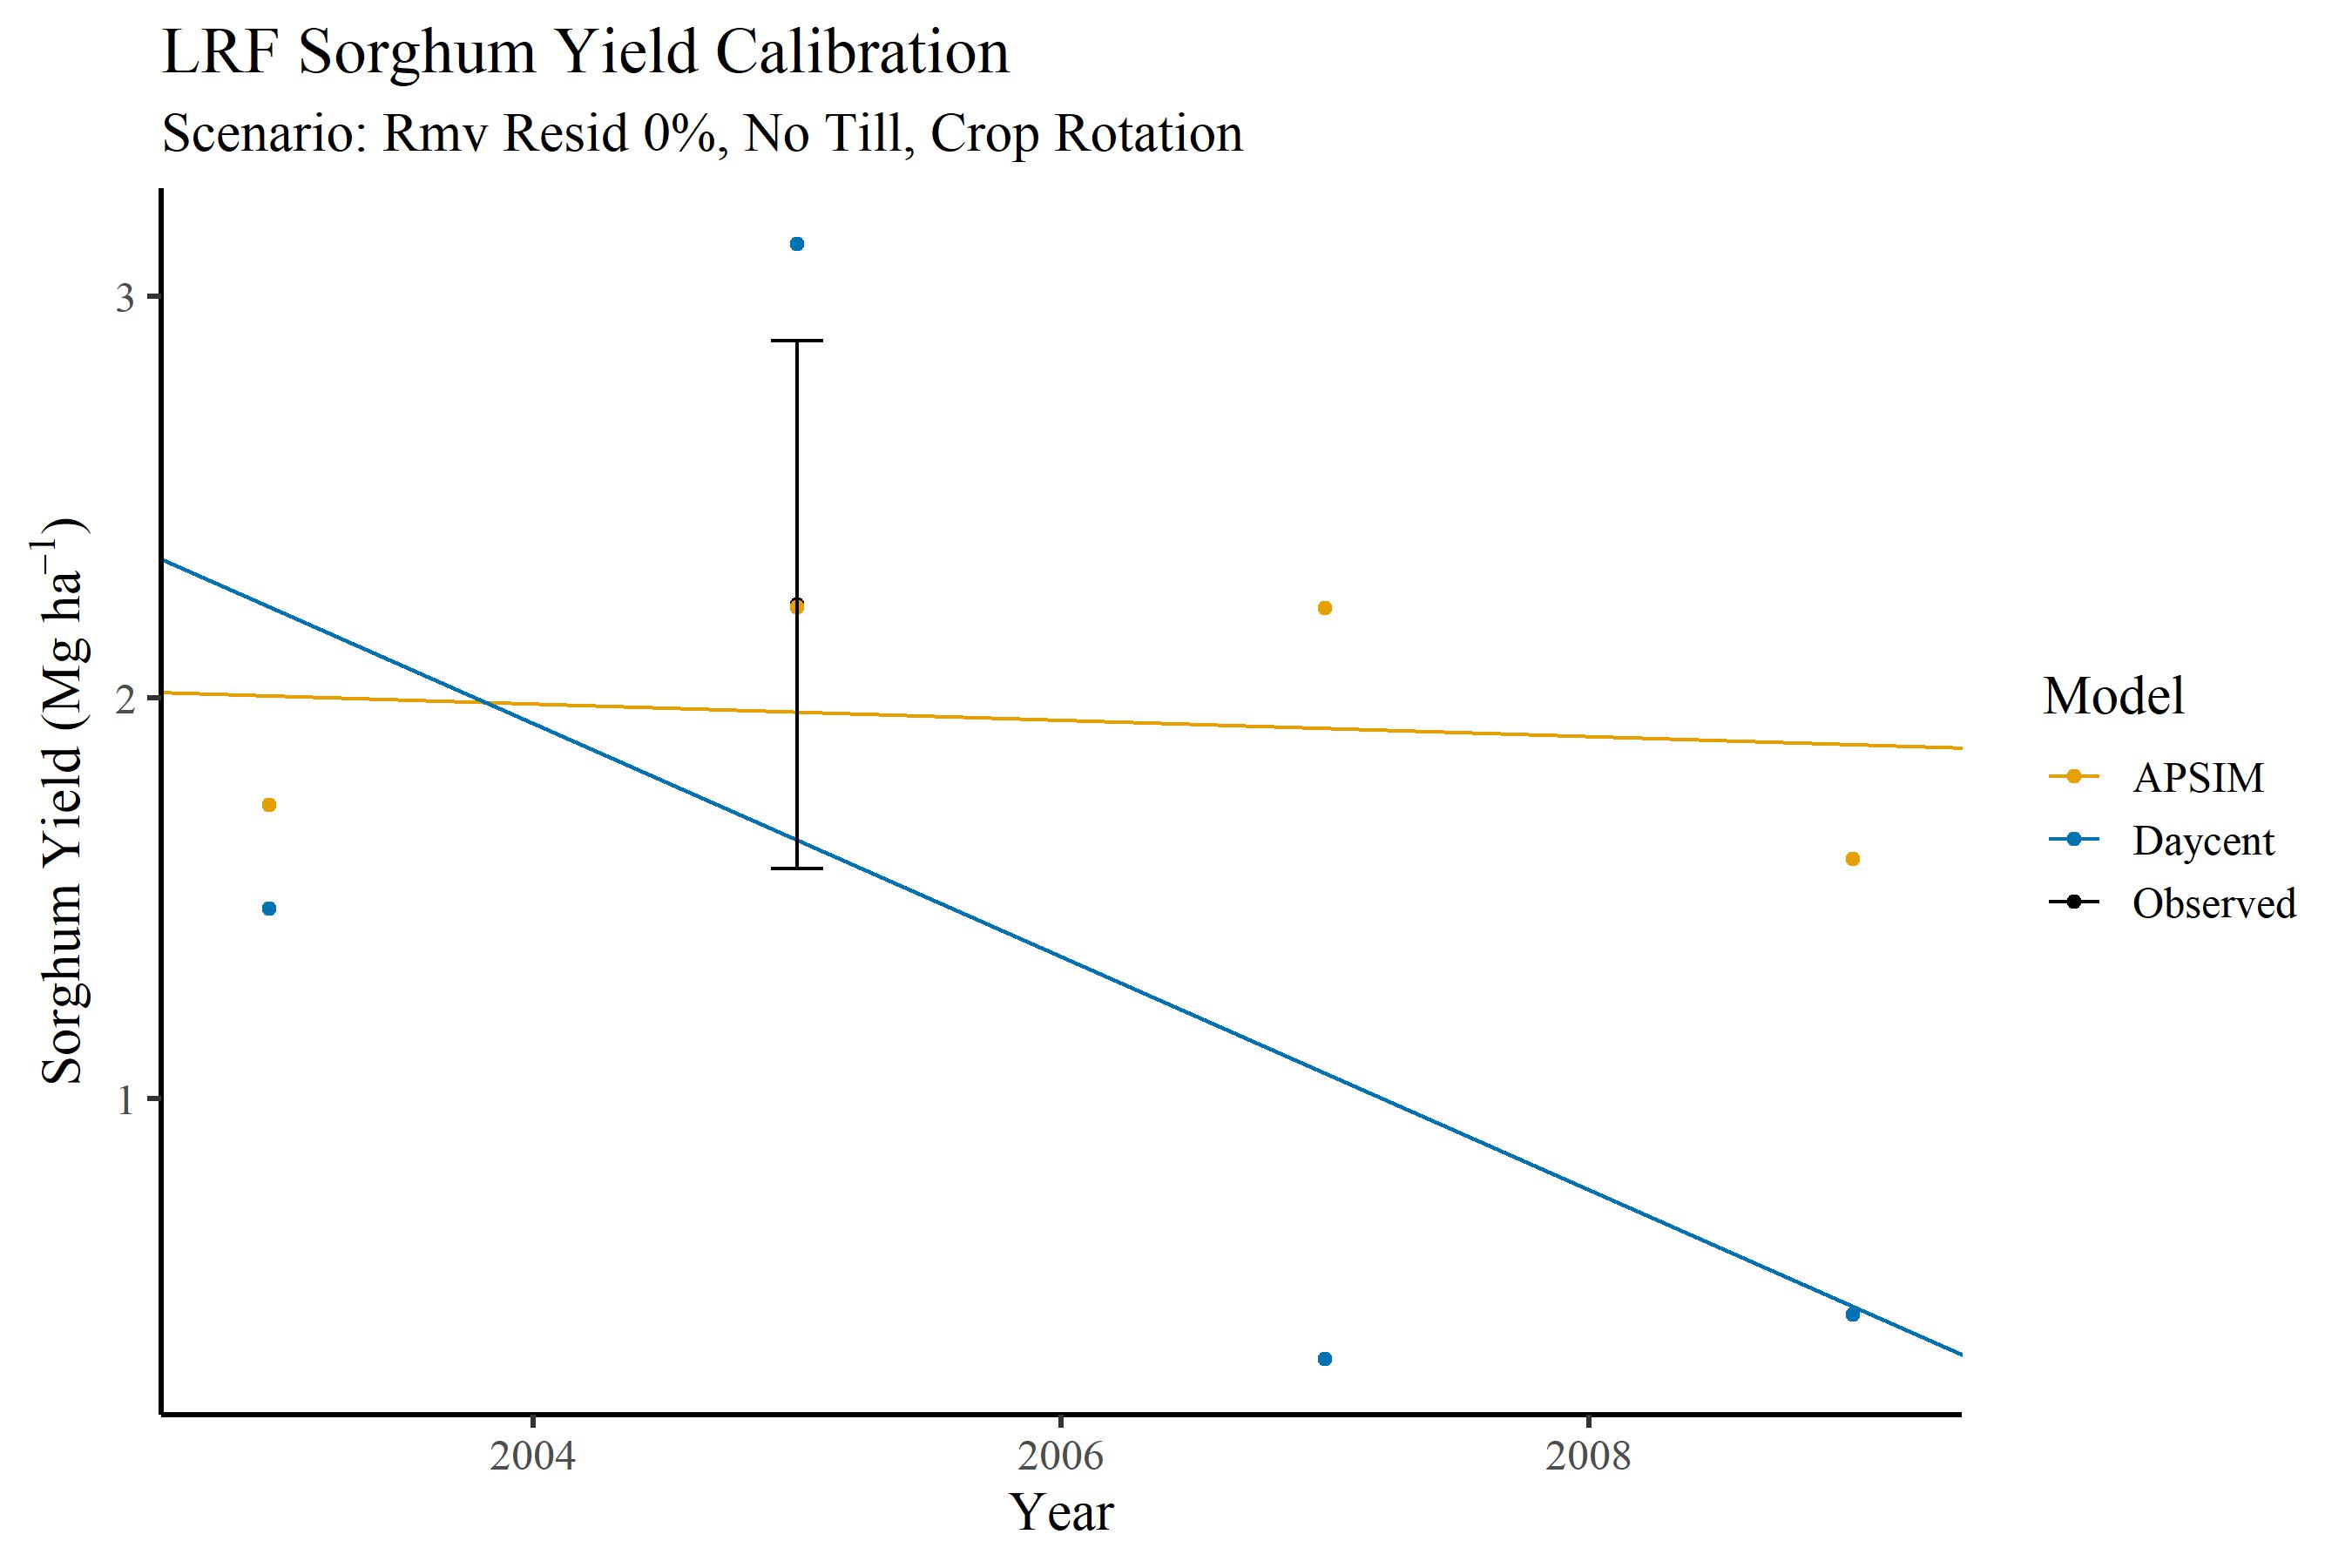 LRF Sorghum Yield Calibration
Scenario: Rmv Resid 0%, No Till, Crop Rotation
Sorghum Yield (Mg ha⁻¹)
3
2
1
2004
2006
2008
Year
Model
APSIM
Daycent
Observed